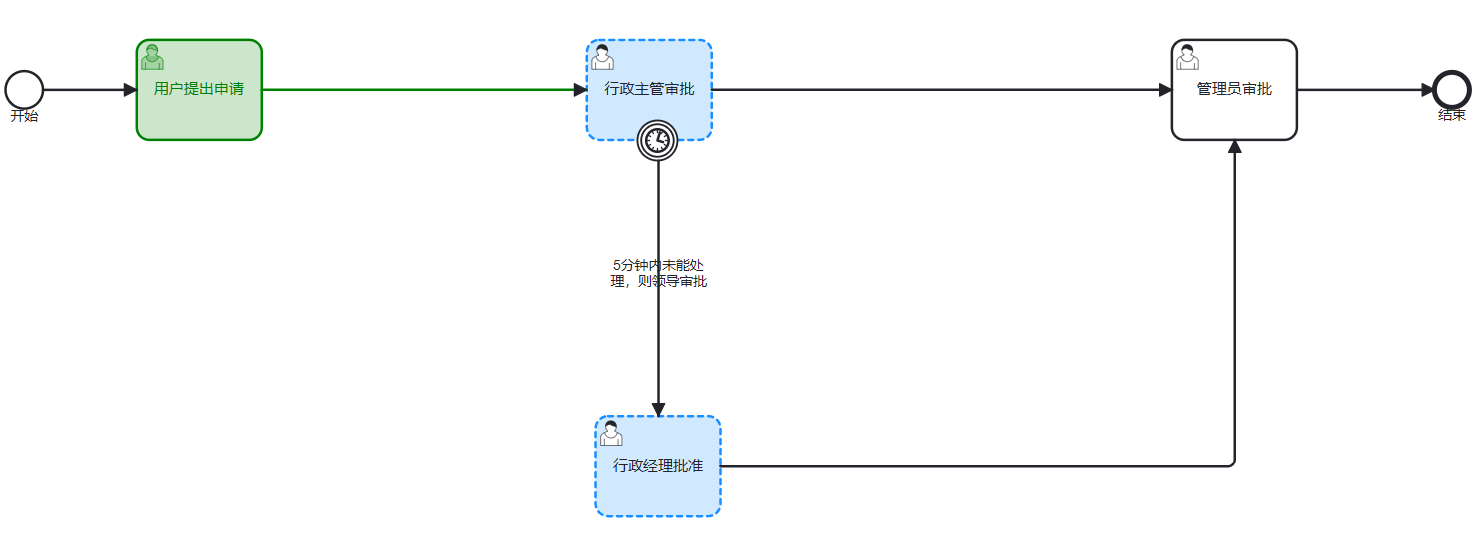 用户提出申请
行政主管审批
管理员审批
开始
结束
5分钟内未能处
理，则领导审批
行政经理批准